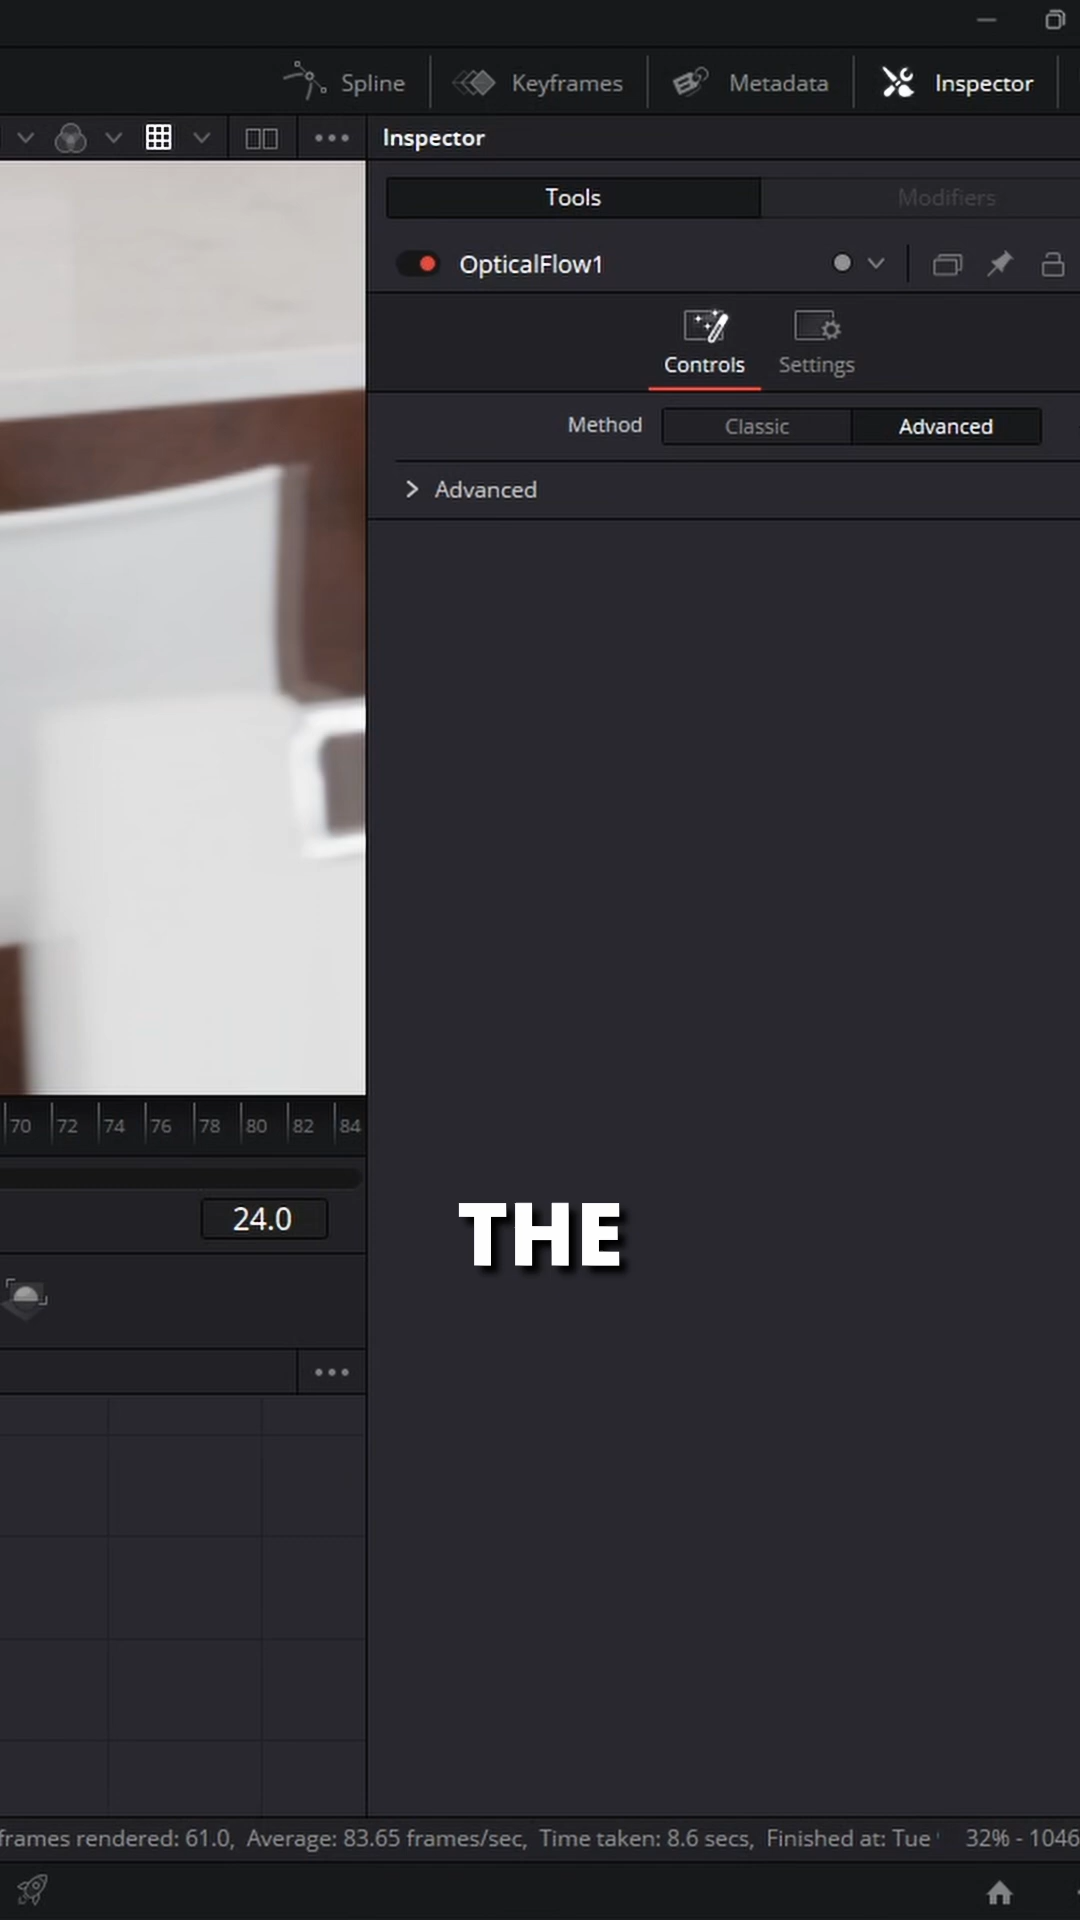 Spline Keyframes Metadata Inspector
Inspector
Tools Modifiers
OpticalFlow1
Controls Settings
Method Classic Advanced
Advanced
70 72 74 76 78 80 82 84
24.0
THE
frames rendered: 61.0, Average: 83.65 frames/sec, Time taken: 8.6 secs, Finished at: Tue 32% - 1046